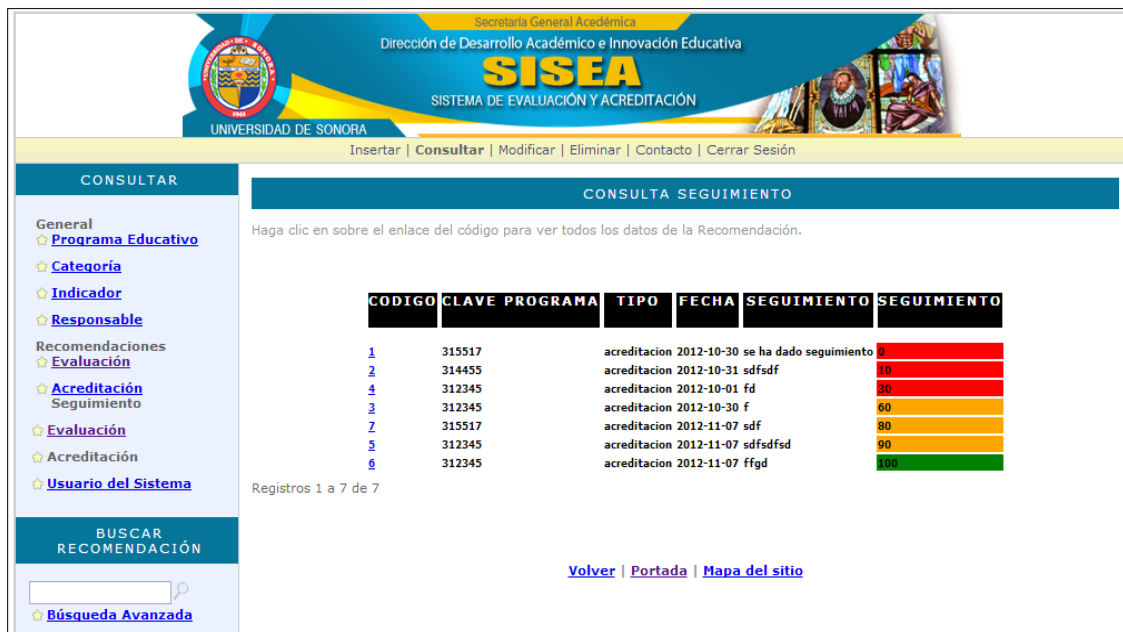 Secretaría General Acedémica
Dirección de Desarrollo Académico e Innovación Educativa
SISEA
SISTEMA DE EVALUACIÓN Y ACREDITACIÓN
UNIVERSIDAD DE SONORA
Insertar | Consultar | Modificar | Eliminar | Contacto | Cerrar Sesión
CONSULTAR
General
Programa Educativo
Categoría
Indicador
Responsable
Recomendaciones
Evaluación
Acreditación
Seguimiento
Evaluación
Acreditación
Usuario del Sistema
BUSCAR
RECOMENDACIÓN
Búsqueda Avanzada
CONSULTA SEGUIMIENTO
Haga clic en sobre el enlace del código para ver todos los datos de la Recomendación.
CODIGO CLAVE PROGRAMA TIPO FECHA SEGUIMIENTO SEGUIMIENTO
1 315517 acreditacion 2012-10-30 se ha dado seguimiento 0
2 314455 acreditacion 2012-10-31 sdfsdf 10
4 312345 acreditacion 2012-10-01 fd 30
3 312345 acreditacion 2012-10-30 f 60
7 315517 acreditacion 2012-11-07 sdf 80
5 312345 acreditacion 2012-11-07 sdfsdfsd 90
6 312345 acreditacion 2012-11-07 ffgd 100
Registros 1 a 7 de 7
Volver | Portada | Mapa del sitio